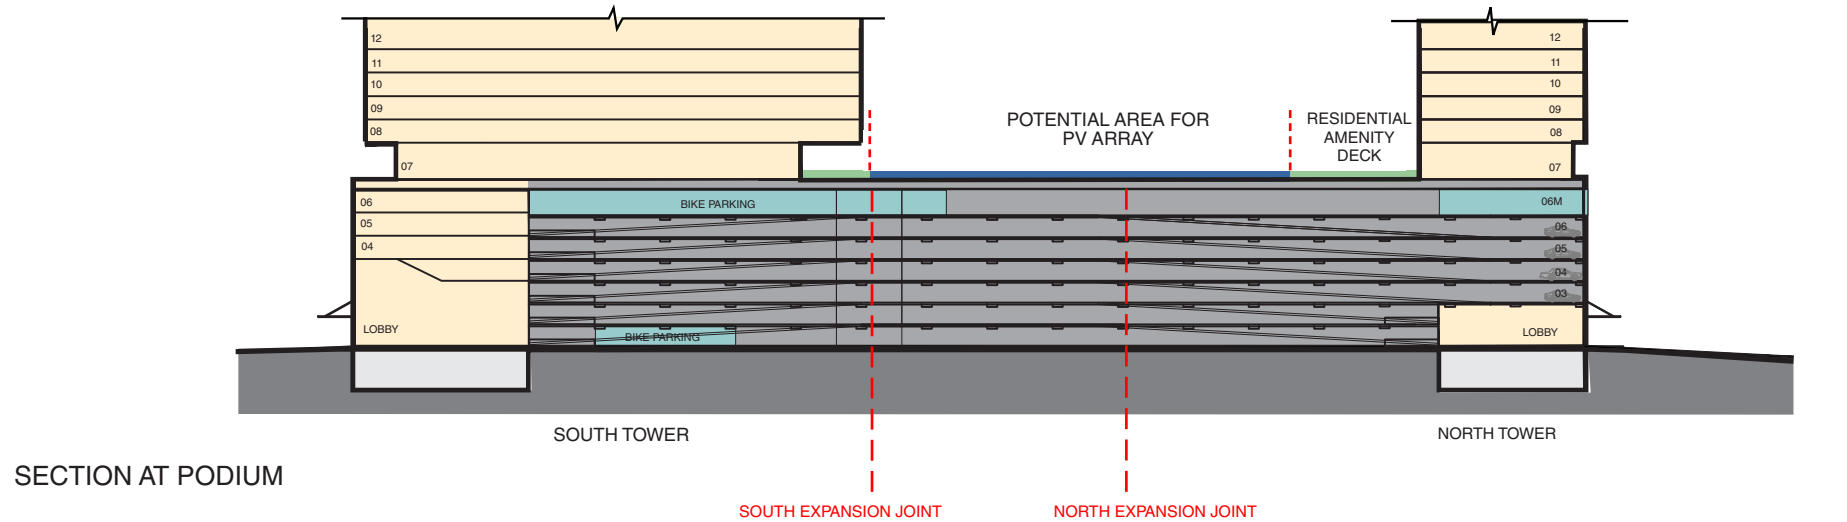 12
11
10
09
08
07
12
11
10
09
08
07
POTENTIAL AREA FOR
PV ARRAY
RESIDENTIAL
AMENITY
DECK
06
05
04
LOBBY
BIKE PARKING
BIKE PARKING
06M
06
05
04
03
LOBBY
SOUTH TOWER
NORTH TOWER
SECTION AT PODIUM
SOUTH EXPANSION JOINT
NORTH EXPANSION JOINT